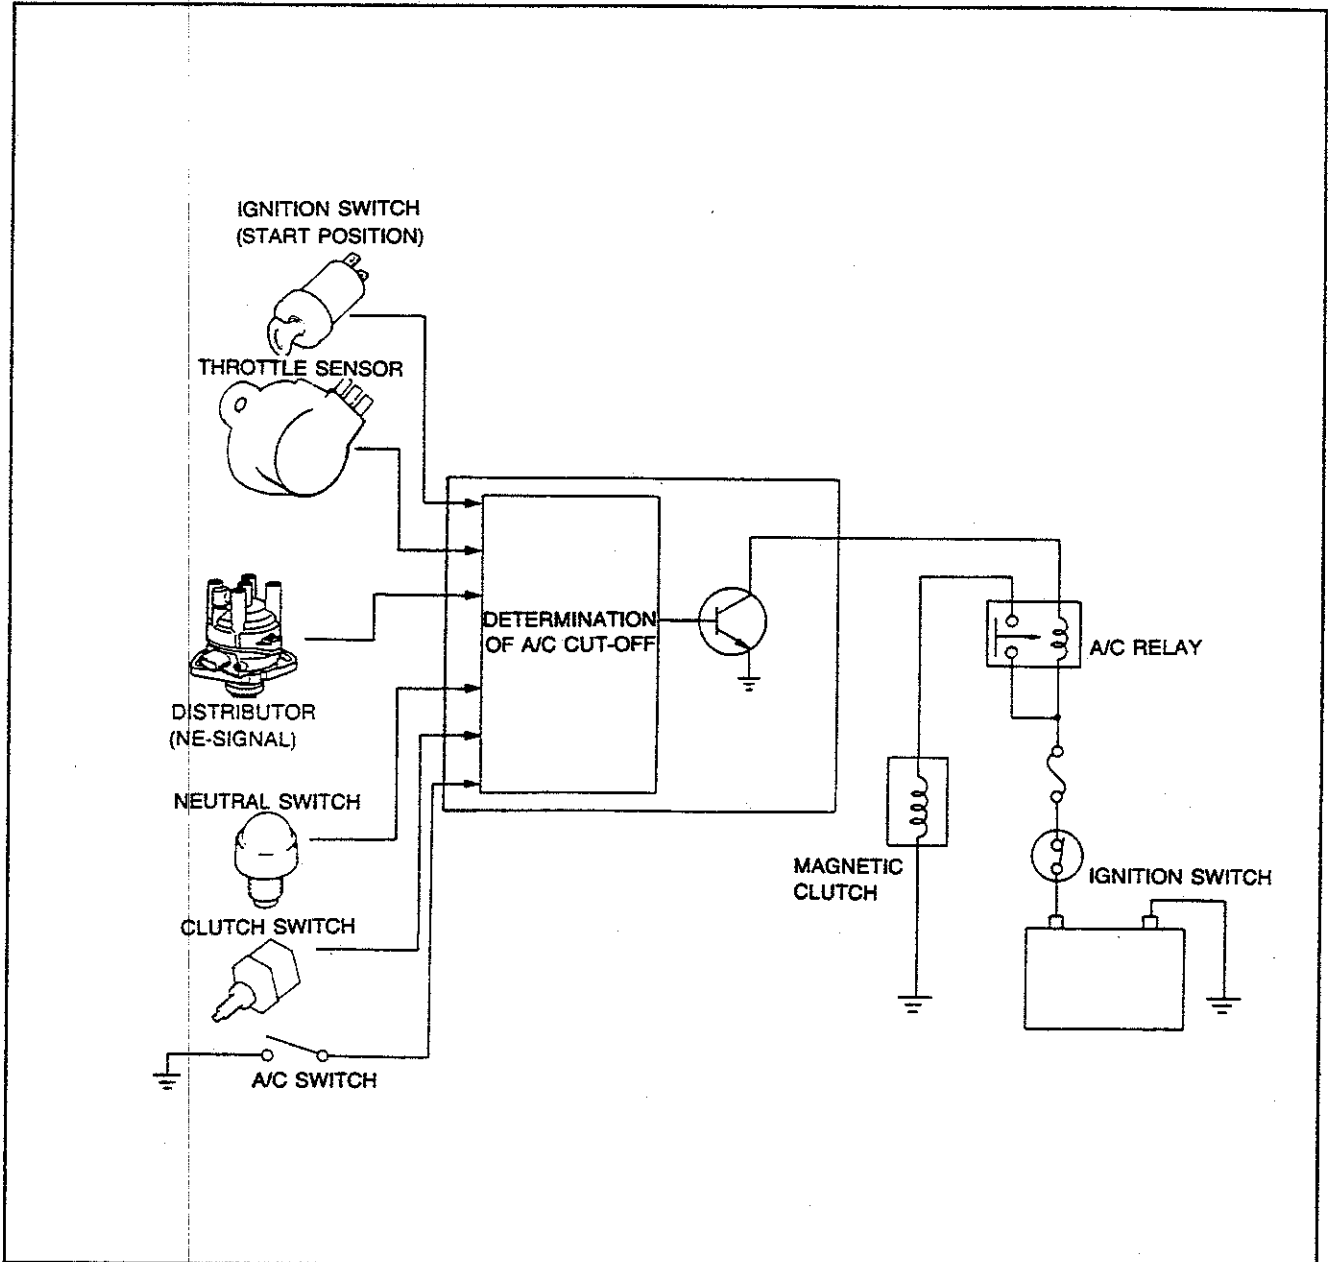 IGNITION SWITCH
(START POSITION)
THROTTLE SENSOR
DETERMINATION
OF A/C CUT-OFF
A/C RELAY
DISTRIBUTOR
(NE-SIGNAL)
NEUTRAL SWITCH
MAGNETIC
CLUTCH
IGNITION SWITCH
CLUTCH SWITCH
A/C SWITCH